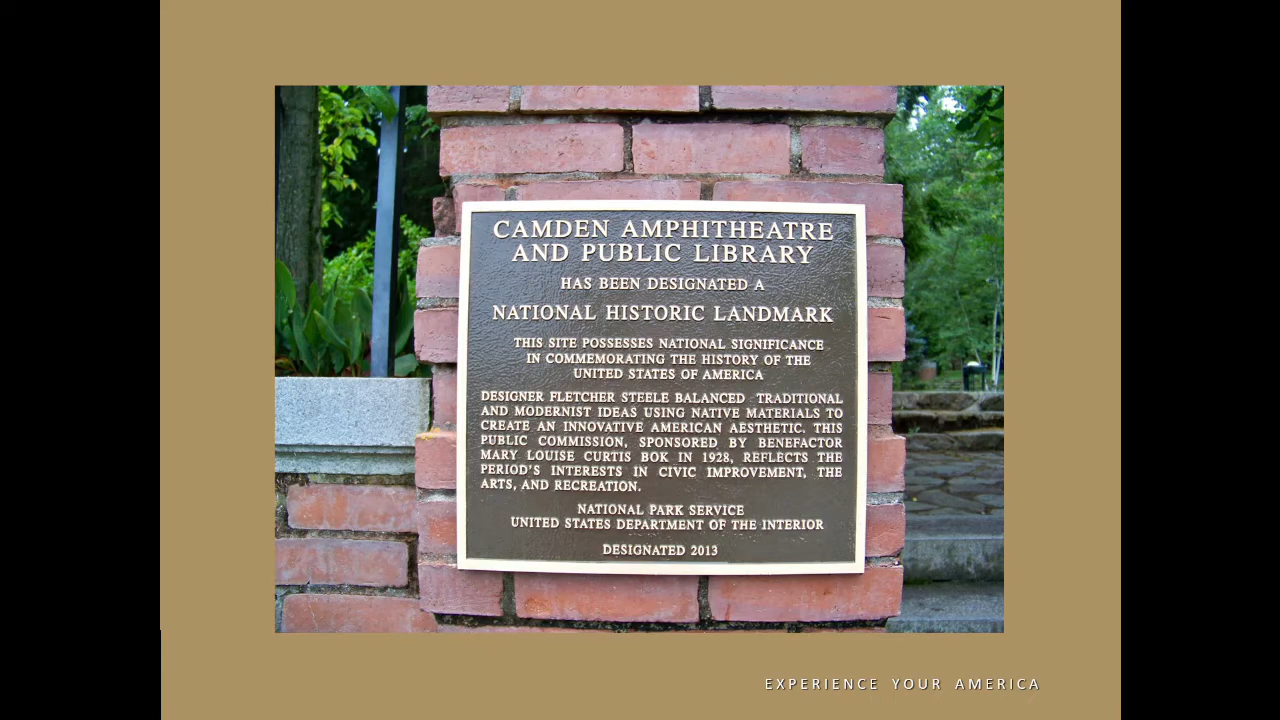 CAMDEN AMPHITHEATRE
AND PUBLIC LIBRARY
HAS BEEN DESIGNATED A
NATIONAL HISTORIC LANDMARK
THIS SITE POSSESSES NATIONAL SIGNIFICANCE
IN COMMEMORATING THE HISTORY OF THE
UNITED STATES OF AMERICA
DESIGNER FLETCHER STEELE BALANCED TRADITIONAL
AND MODERNIST IDEAS USING NATIVE MATERIALS TO
CREATE AN INNOVATIVE AMERICAN AESTHETIC. THIS
PUBLIC COMMISSION, SPONSORED BY BENEFACTOR
MARY LOUISE CURTIS BOK IN 1928, REFLECTS THE
PERIOD'S INTERESTS IN CIVIC IMPROVEMENT, THE
ARTS, AND RECREATION.
NATIONAL PARK SERVICE
UNITED STATES DEPARTMENT OF THE INTERIOR
DESIGNATED 2013
EXPERIENCE YOUR AMERICA